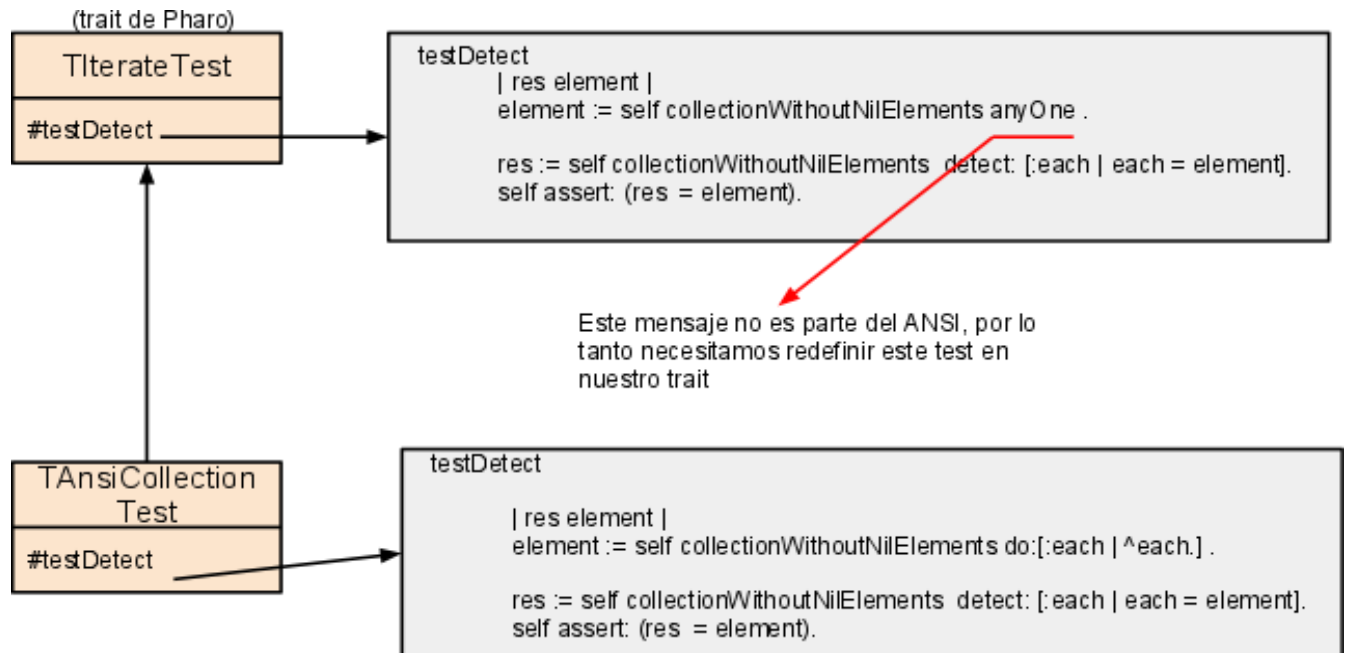 (trait de Pharo)
TIterateTest
#testDetect
testDetect
| res element |
element := self collectionWithoutNilElements anyOne .
res := self collectionWithoutNilElements detect: [:each | each = element].
self assert: (res = element).
Este mensaje no es parte del ANSI, por lo
tanto necesitamos redefinir este test en
nuestro trait
TAnsiCollection
Test
#testDetect
testDetect
| res element |
element := self collectionWithoutNilElements do:[:each | ^each.] .
res := self collectionWithoutNilElements detect: [:each | each = element].
self assert: (res = element).